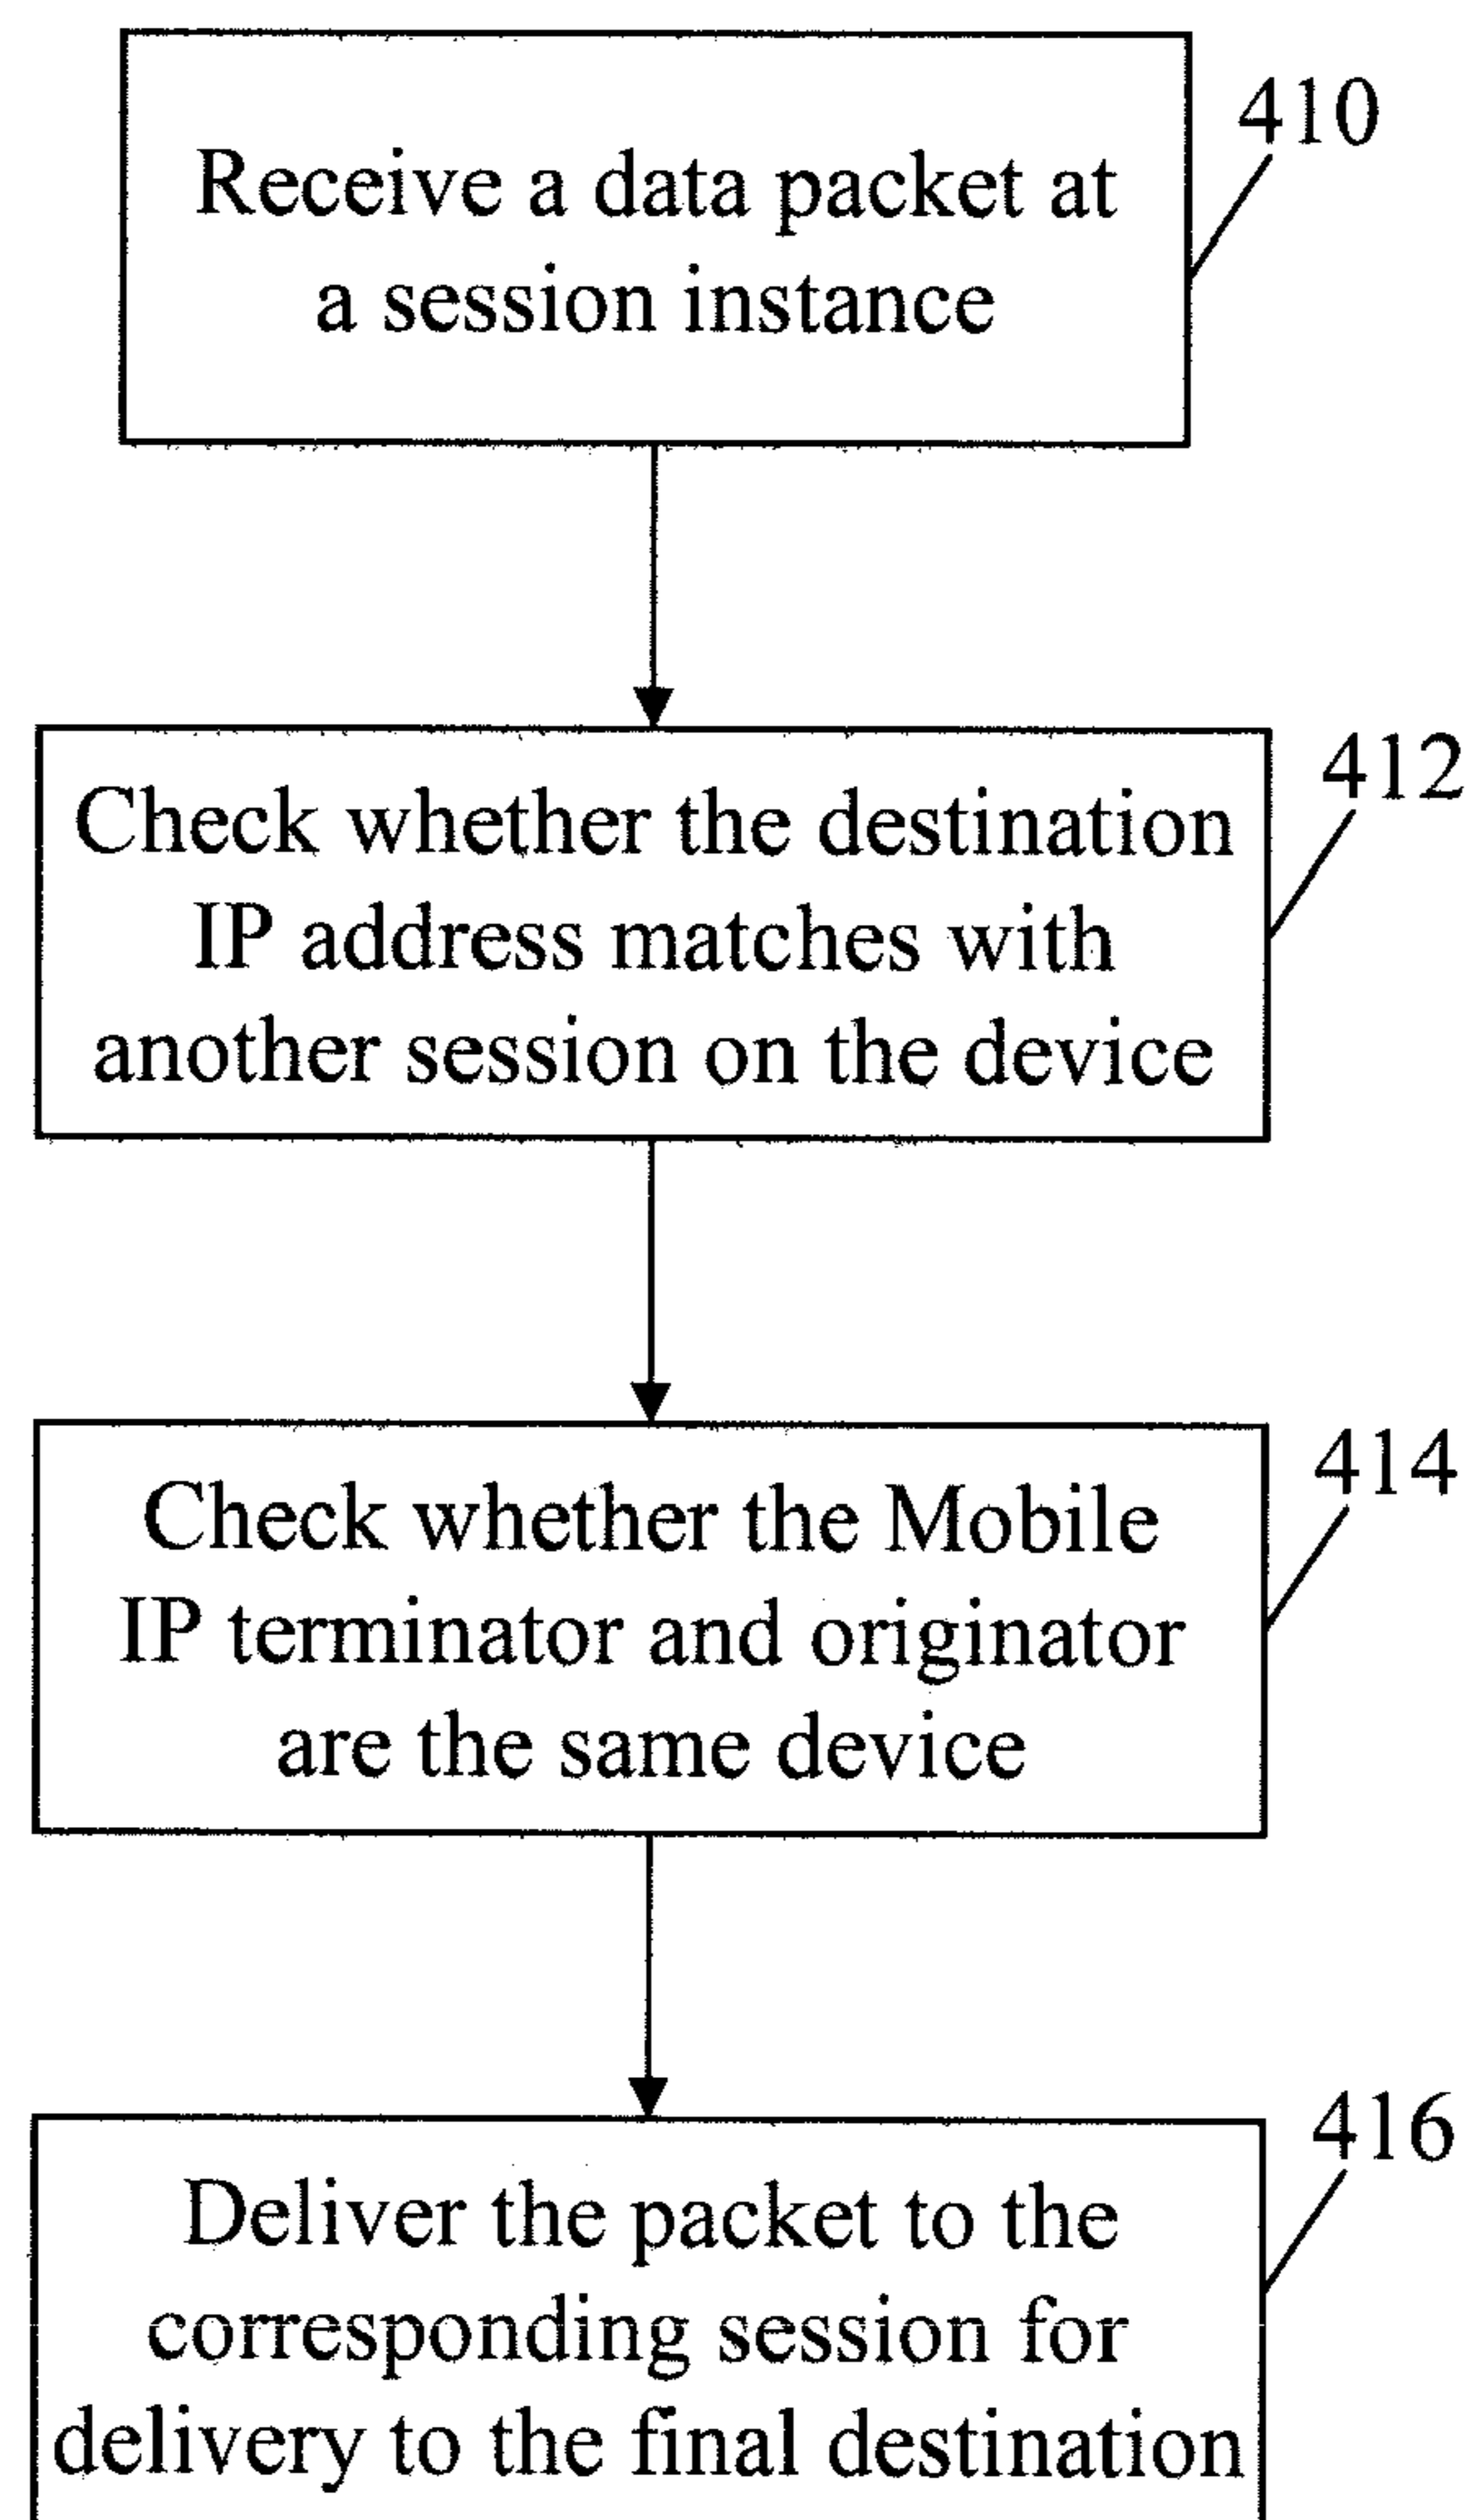 410
Receive a data packet at
a session instance
412
Check whether the destination
IP address matches with
another session on the device
414
Check whether the Mobile
IP terminator and originator
are the same device
416
Deliver the packet to the
corresponding session for
delivery to the final destination